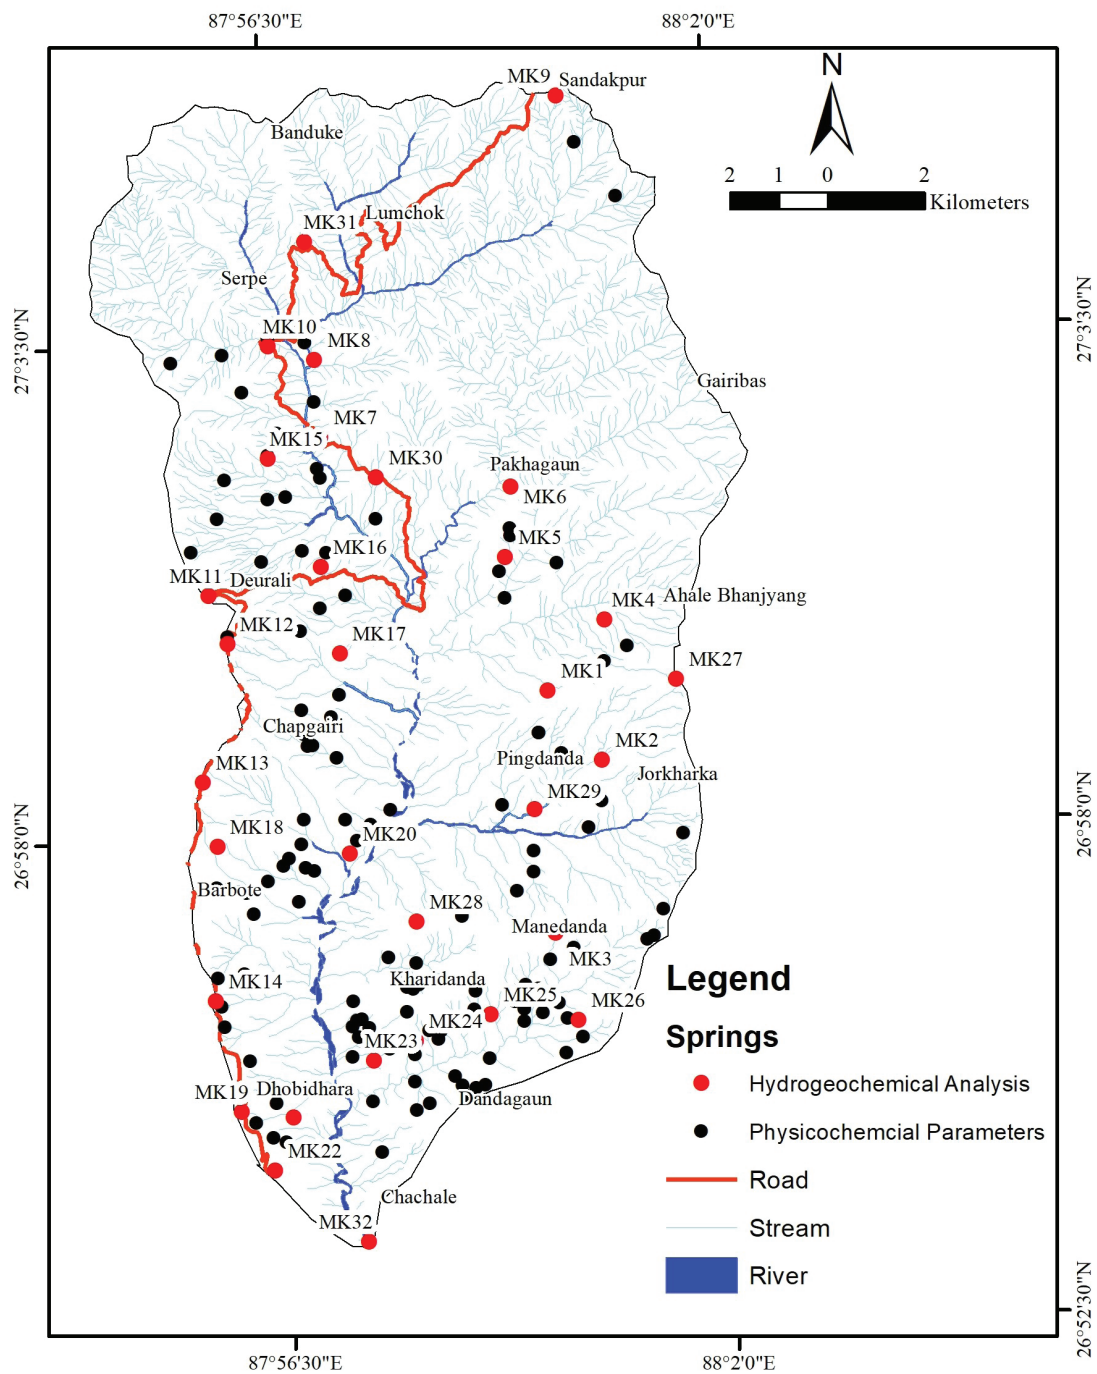 87°56'30"E
88°2'0"E
MK9
Sandakpur
N
Banduke
2
1
0
2
Kilometers
MK31
Lumchok
Serpe
27°3'30"N
27°3'30"N
MK10
MK8
Gairibas
MK7
MK15
MK30
Pakhagaun
MK6
MK5
MK16
MK11
Deurali
MK4
Ahale Bhanjyang
MK12
MK17
MK27
MK1
Chapgairi
MK2
Pingdanda
MK13
Jorkharka
MK29
26°58'0"N
26°58'0"N
MK18
MK20
Barbote
MK28
Manedanda
MK3
Kharidanda
MK14
MK25
MK26
MK24
MK23
MK19
Dhobidhara
Dandagaun
MK22
Chachale
MK32
Legend
Springs
Hydrogeochemical Analysis
Physicochemcial Parameters
Road
Stream
River
26°52'30"N
87°56'30"E
88°2'0"E